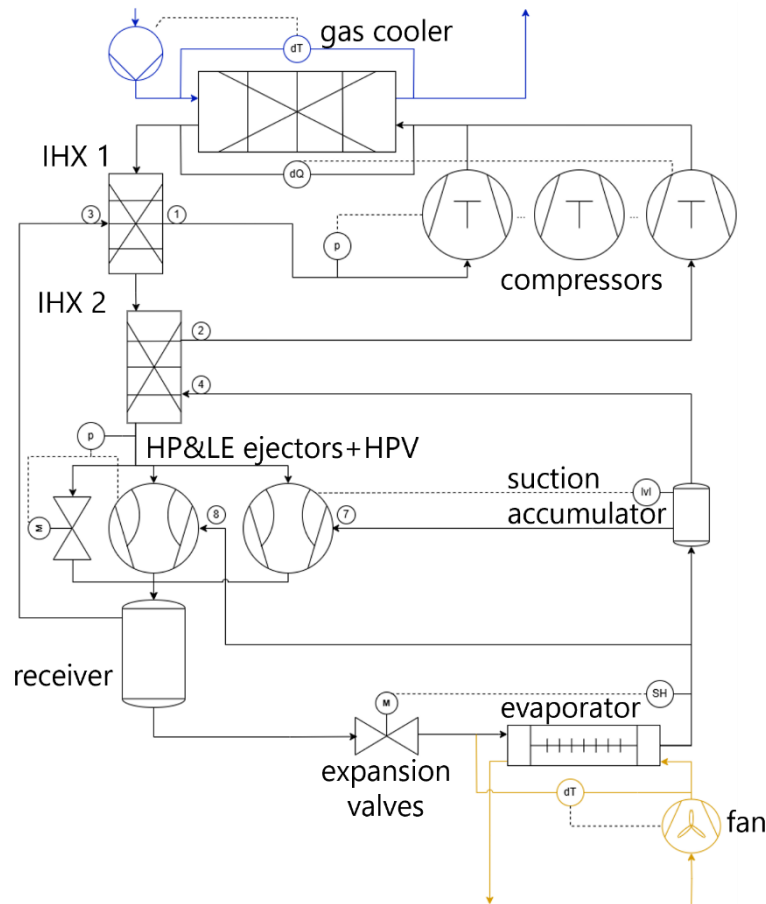 gas cooler
dT
IHX 1
dQ
3
1
p
... ...
compressors
IHX 2
2
4
p
HP&LE ejectors+HPV
suction
accumulator
lvl
M
8
7
receiver
M
SH
evaporator
expansion
valves
dT
fan